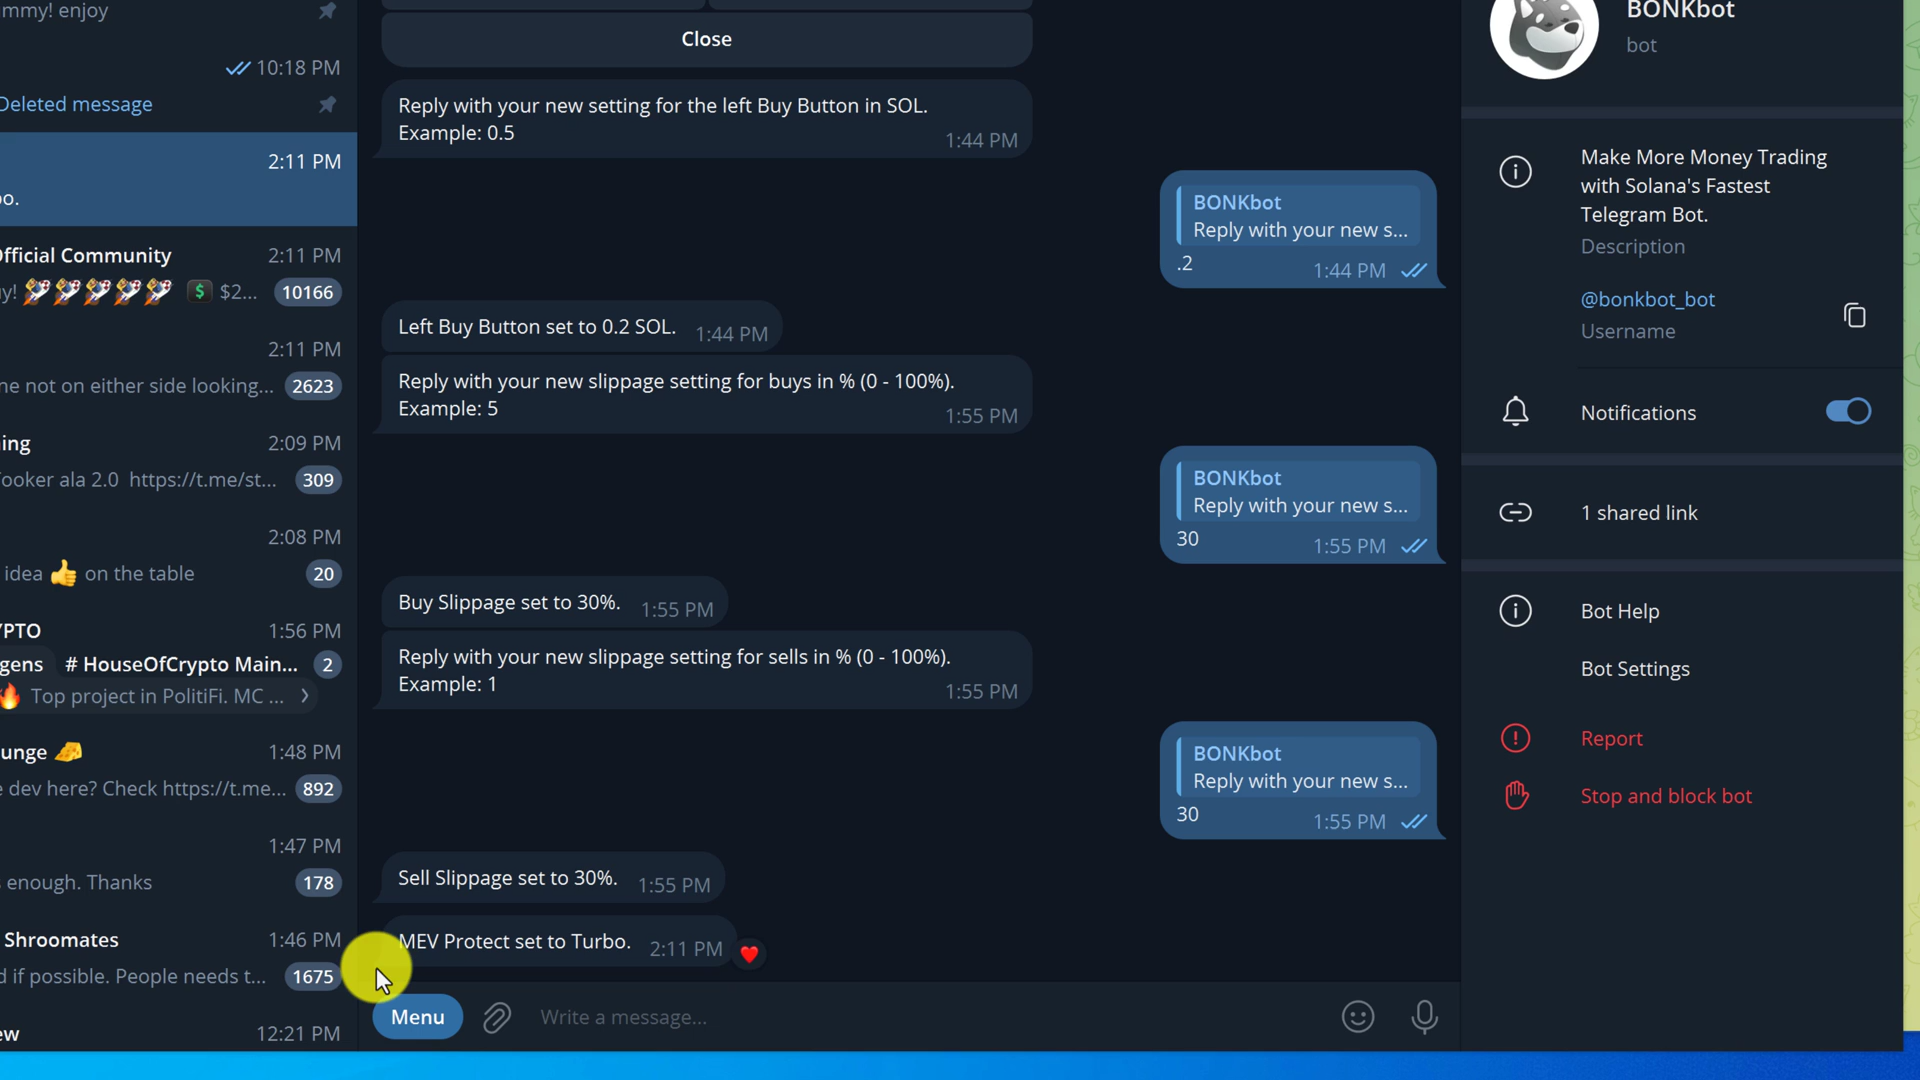 mmy! enjoy
10:18 PM
Deleted message
2:11 PM
oo.
Official Community
2:11 PM
y! $ $2...
10166
2:11 PM
ne not on either side looking...
2623
ing
2:09 PM
ooker ala 2.0 https://t.me/st...
309
2:08 PM
idea on the table
20
YPTO
1:56 PM
gens # HouseOfCrypto Main...
2
Top project in PolitiFi. MC ...
unge
1:48 PM
e dev here? Check https://t.me...
892
1:47 PM
s enough. Thanks
178
Shroomates
1:46 PM
d if possible. People needs t...
1675
ew
12:21 PM
Close
Reply with your new setting for the left Buy Button in SOL.
Example: 0.5
1:44 PM
BONKbot
Reply with your new s...
.2
1:44 PM
Left Buy Button set to 0.2 SOL.
1:44 PM
Reply with your new slippage setting for buys in % (0 - 100%).
Example: 5
1:55 PM
BONKbot
Reply with your new s...
30
1:55 PM
Buy Slippage set to 30%.
1:55 PM
Reply with your new slippage setting for sells in % (0 - 100%).
Example: 1
1:55 PM
BONKbot
Reply with your new s...
30
1:55 PM
Sell Slippage set to 30%.
1:55 PM
MEV Protect set to Turbo.
2:11 PM
Menu
Write a message...
BONKbot
bot
Make More Money Trading
with Solana's Fastest
Telegram Bot.
Description
@bonkbot_bot
Username
Notifications
1 shared link
Bot Help
Bot Settings
Report
Stop and block bot